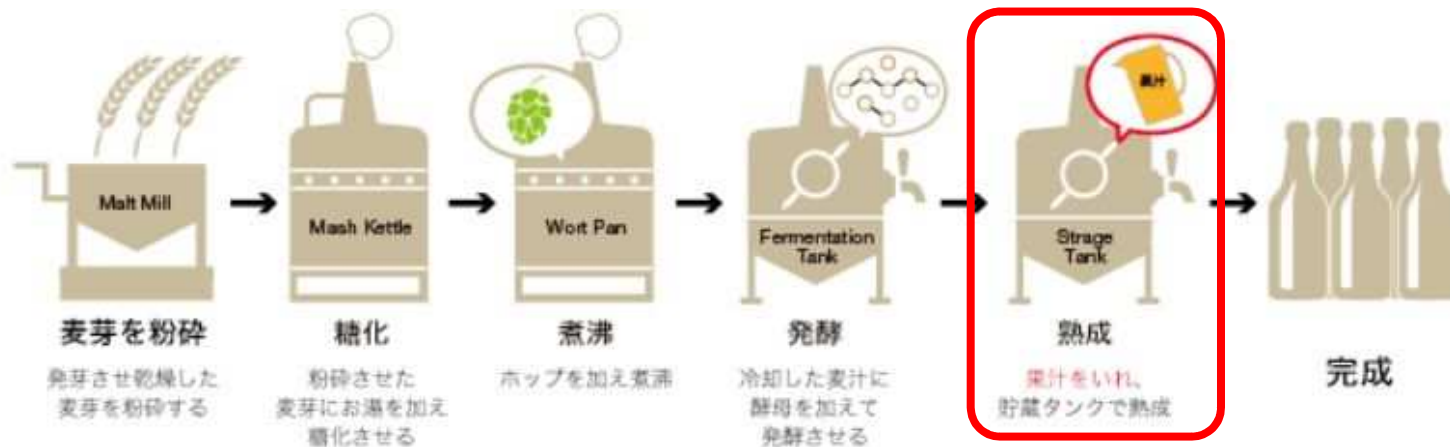 Malt Mill
麦芽を粉砕
発芽させ乾燥した
麦芽を粉砕する
Mash Kettle
糖化
粉砕させた
麦芽にお湯を加え
糖化させる
Wort Pan
煮沸
ホップを加え煮沸
Fermentation
Tank
発酵
冷却した麦汁に
酵母を加えて
発酵させる
果汁
Strage
Tank
熟成
果汁をいれ、
貯蔵タンクで熟成
完成